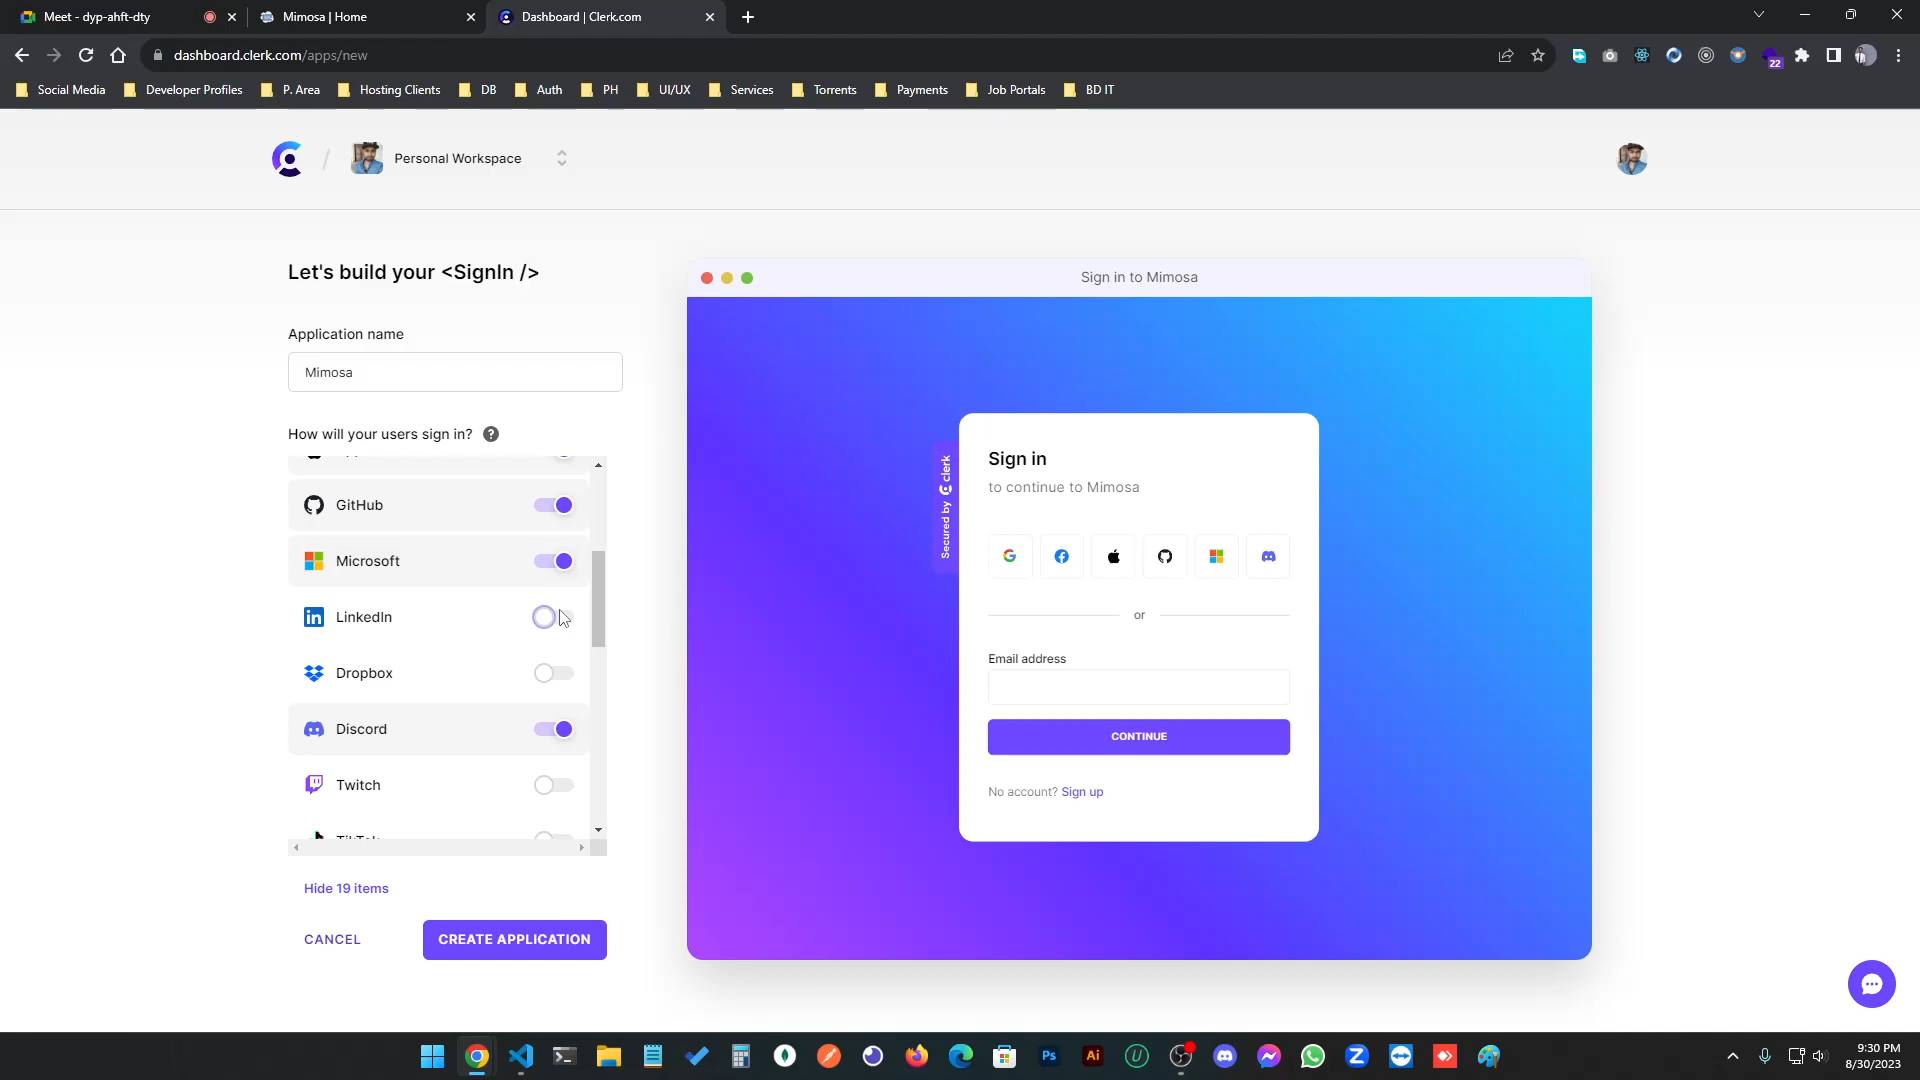 Meet - dyp-ahft-dty
Mimosa | Home
Dashboard | Clerk.com
dashboard.clerk.com/apps/new
22
Social Media
Developer Profiles
P. Area
Hosting Clients
DB
Auth
PH
UI/UX
Services
Torrents
Payments
Job Portals
BD IT
/
Personal Workspace
Let's build your <SignIn />
Application name
Mimosa
How will your users sign in? ?
GitHub
Microsoft
LinkedIn
Dropbox
Discord
Twitch
TikTok
Hide 19 items
CANCEL
CREATE APPLICATION
Sign in to Mimosa
Secured by clerk
Sign in
to continue to Mimosa
or
Email address
CONTINUE
No account? Sign up
9:30 PM
8/30/2023